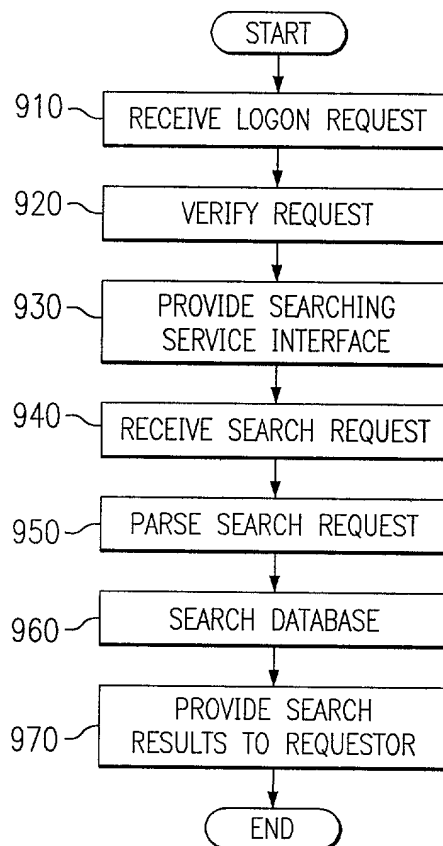 START
910
RECEIVE LOGON REQUEST
920
VERIFY REQUEST
930
PROVIDE SEARCHING
SERVICE INTERFACE
940
RECEIVE SEARCH REQUEST
950
PARSE SEARCH REQUEST
960
SEARCH DATABASE
970
PROVIDE SEARCH
RESULTS TO REQUESTOR
END